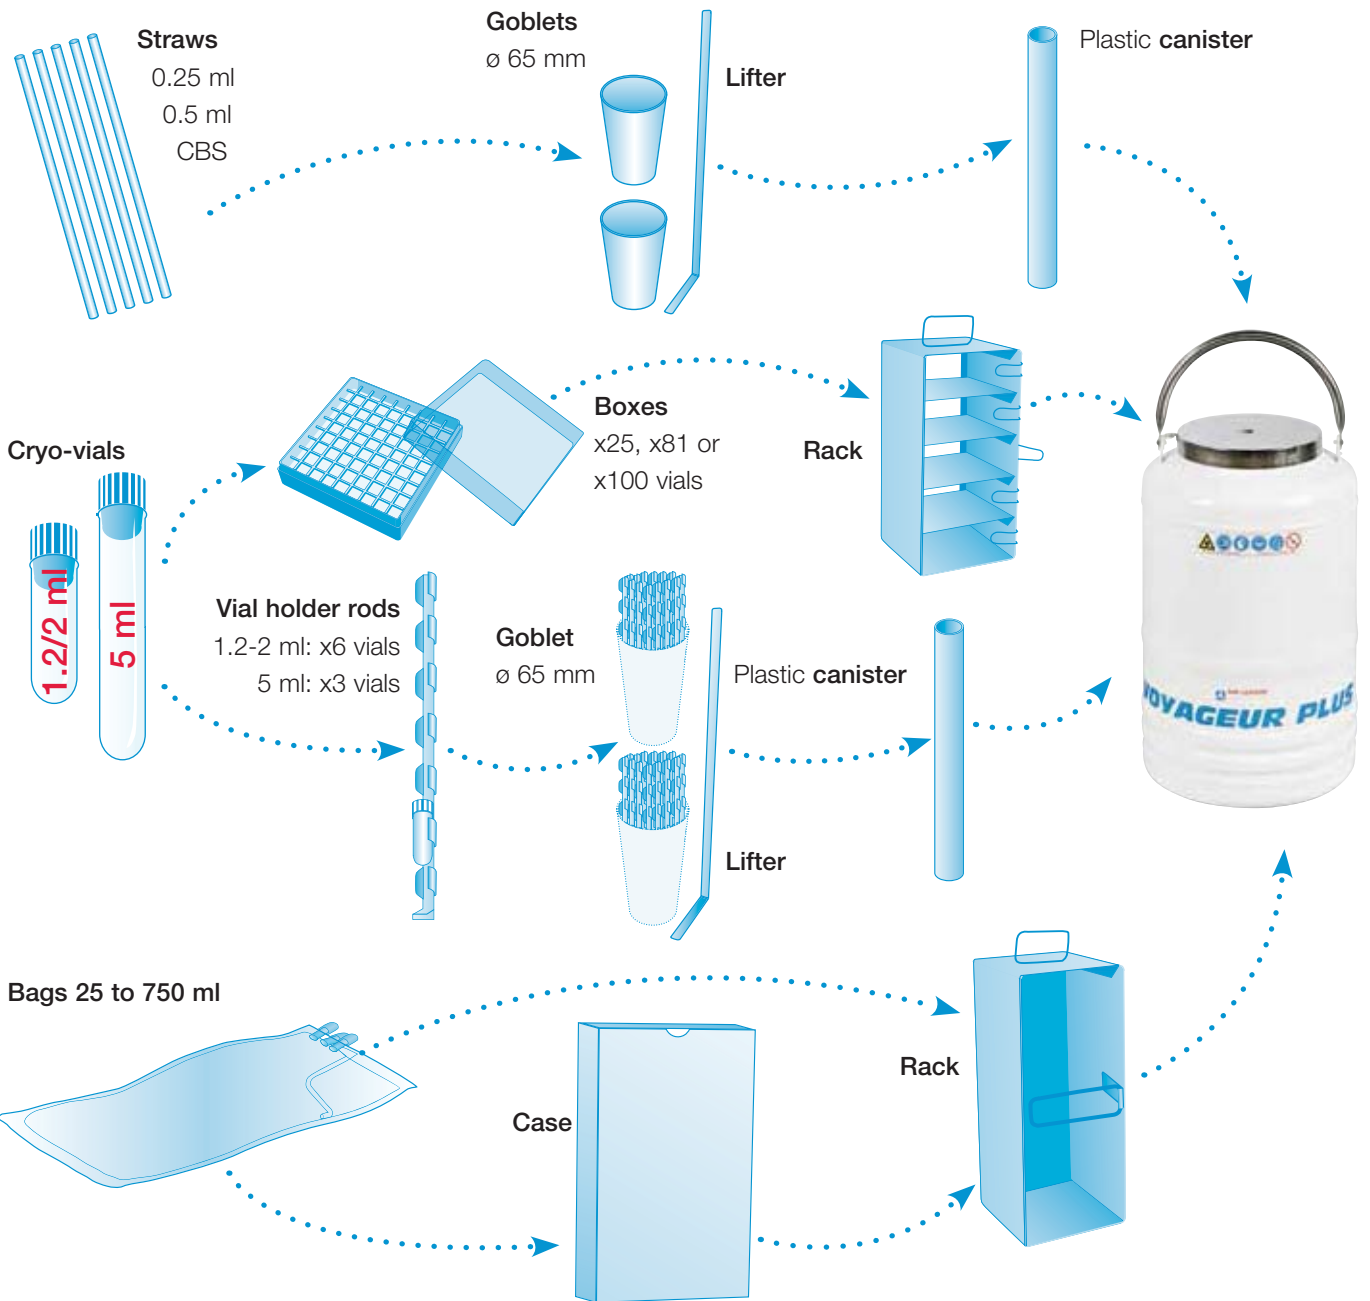 Straws
0.25 ml
0.5 ml
CBS
Goblets
ø 65 mm
Lifter
Plastic canister
Cryo-vials
1.2/2 ml
5 ml
Boxes
x25, x81 or
x100 vials
Rack
Vial holder rods
1.2-2 ml: x6 vials
5 ml: x3 vials
Goblet
ø 65 mm
Plastic canister
Lifter
VOYAGEUR PLUS
Bags 25 to 750 ml
Case
Rack